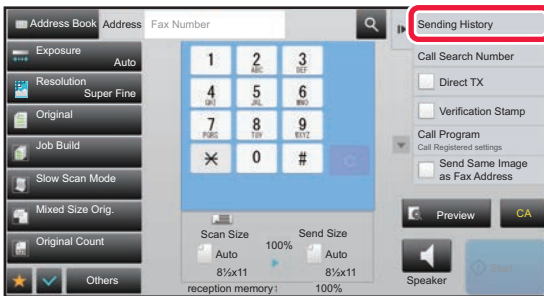 Address Book Address Fax Number
Sending History
Exposure
Auto
Resolution
Super Fine
Original
Job Build
Slow Scan Mode
Mixed Size Orig.
Original Count
Others
1 2 3
ABC DEF
4 5 6
GHI JKL MNO
7 8 9
PQRS TUV WXYZ
0 #
C
Scan Size 100% Send Size
Auto Auto
8½x11 8½x11
reception memory: 100%
Call Search Number
Direct TX
Verification Stamp
Call Program
Call Registered settings
Send Same Image
as Fax Address
Preview CA
Speaker Start